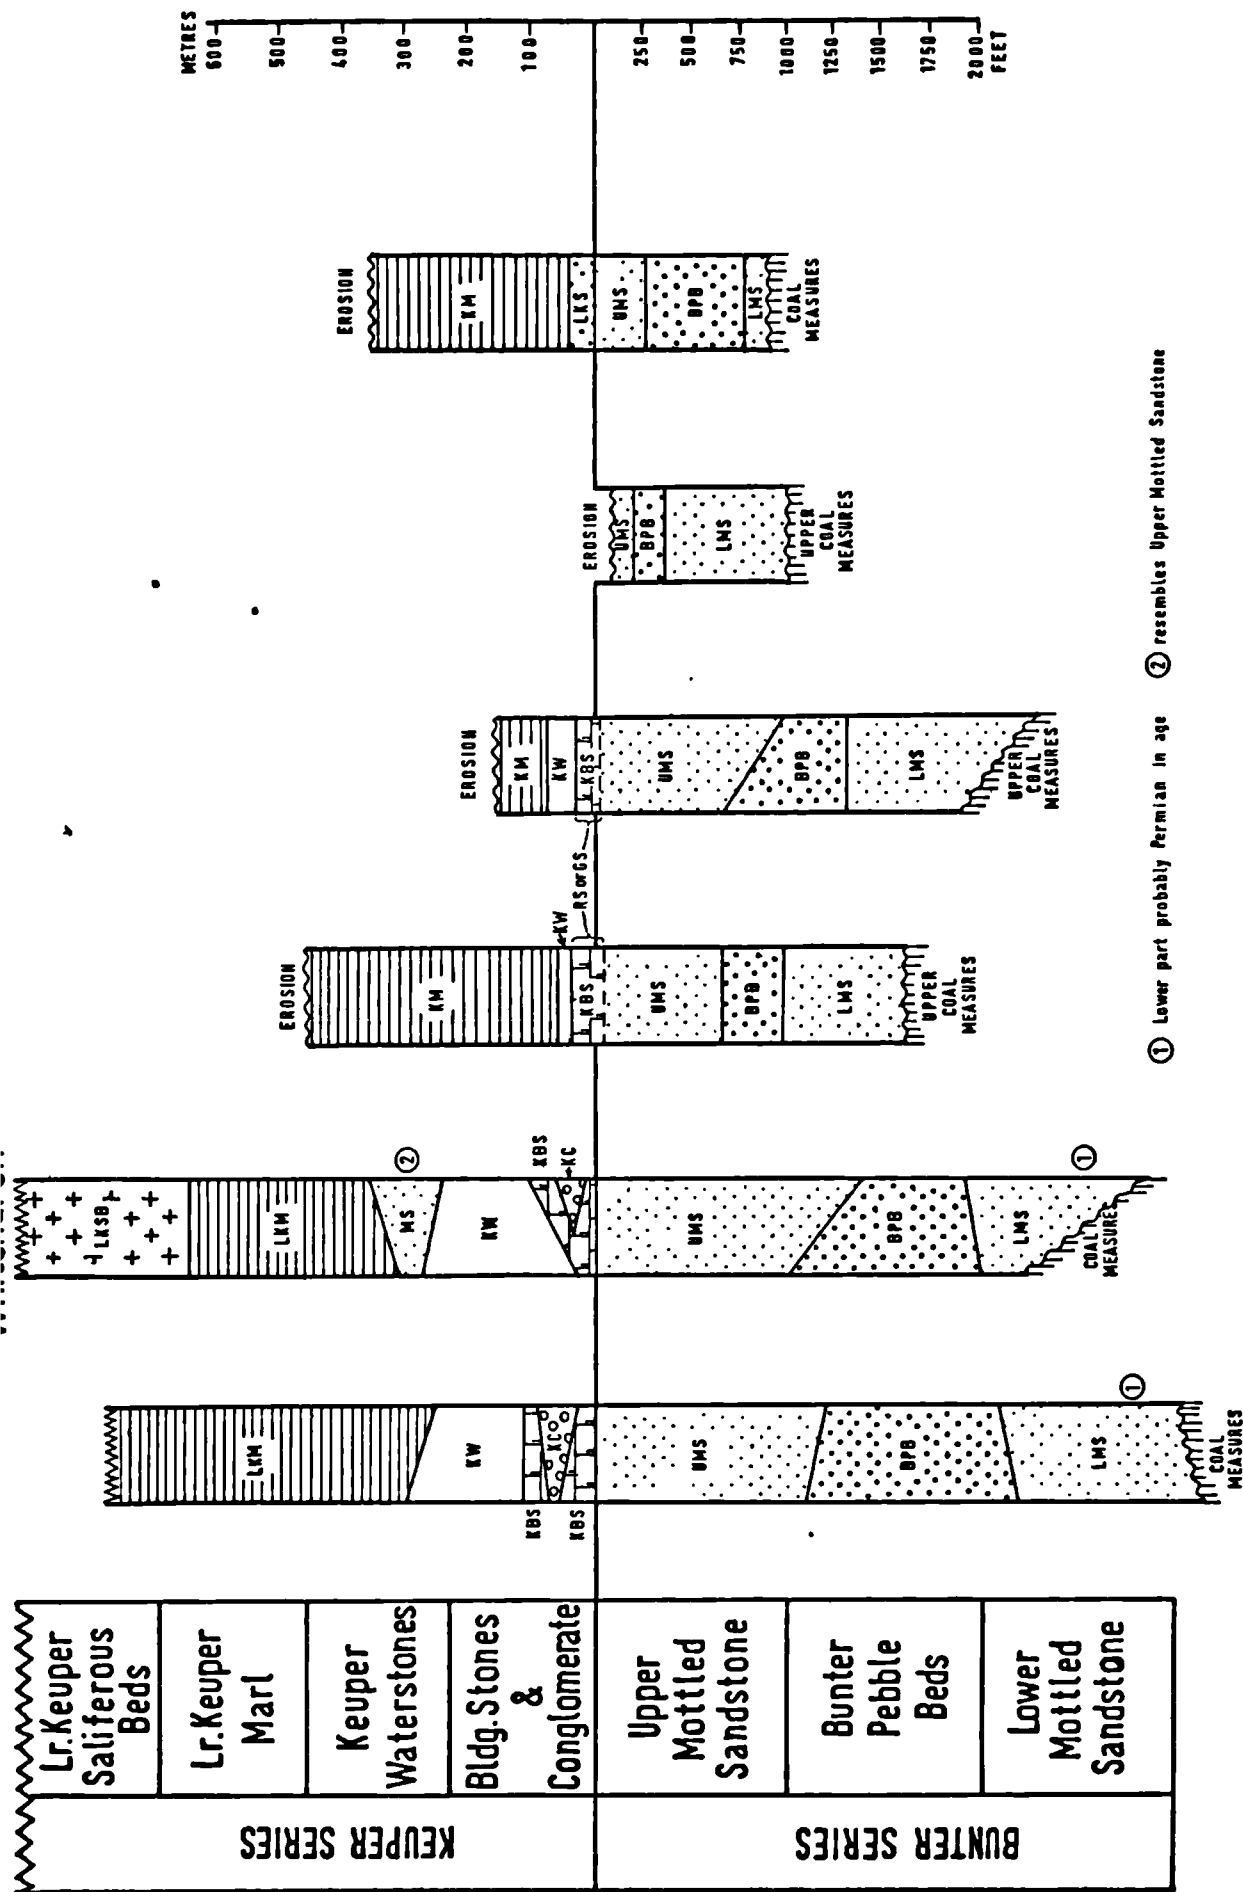 METRES
600
500
400
300
200
100
250
500
750
1000
1250
1500
1750
2000
FEET
Lr.Keuper
Saliferous
Beds
Lr.Keuper
Marl
Keuper
Waterstones
Bldg.Stones
&
Conglomerate
Upper
Mottled
Sandstone
Bunter
Pebble
Beds
Lower
Mottled
Sandstone
KEUPER SERIES
BUNTER SERIES
LKM
KW
KBS
KC
KBS
UMS
BPB
LMS
1
COAL
MEASURES
LKSB
LKM
2
MS
KW
KBS
KC
UMS
BPB
LMS
1
COAL
MEASURES
EROSION
KM
KW
RS or GS
KBS
UMS
BPB
LMS
UPPER
COAL
MEASURES
EROSION
KM
KW
KBS
UMS
BPB
LMS
UPPER
COAL
MEASURES
EROSION
UMS
BPB
LMS
UPPER
COAL
MEASURES
EROSION
KM
LKS
UMS
BPB
LMS
COAL
MEASURES
1 Lower part probably Permian in age 2 resembles Upper Mottled Sandstone